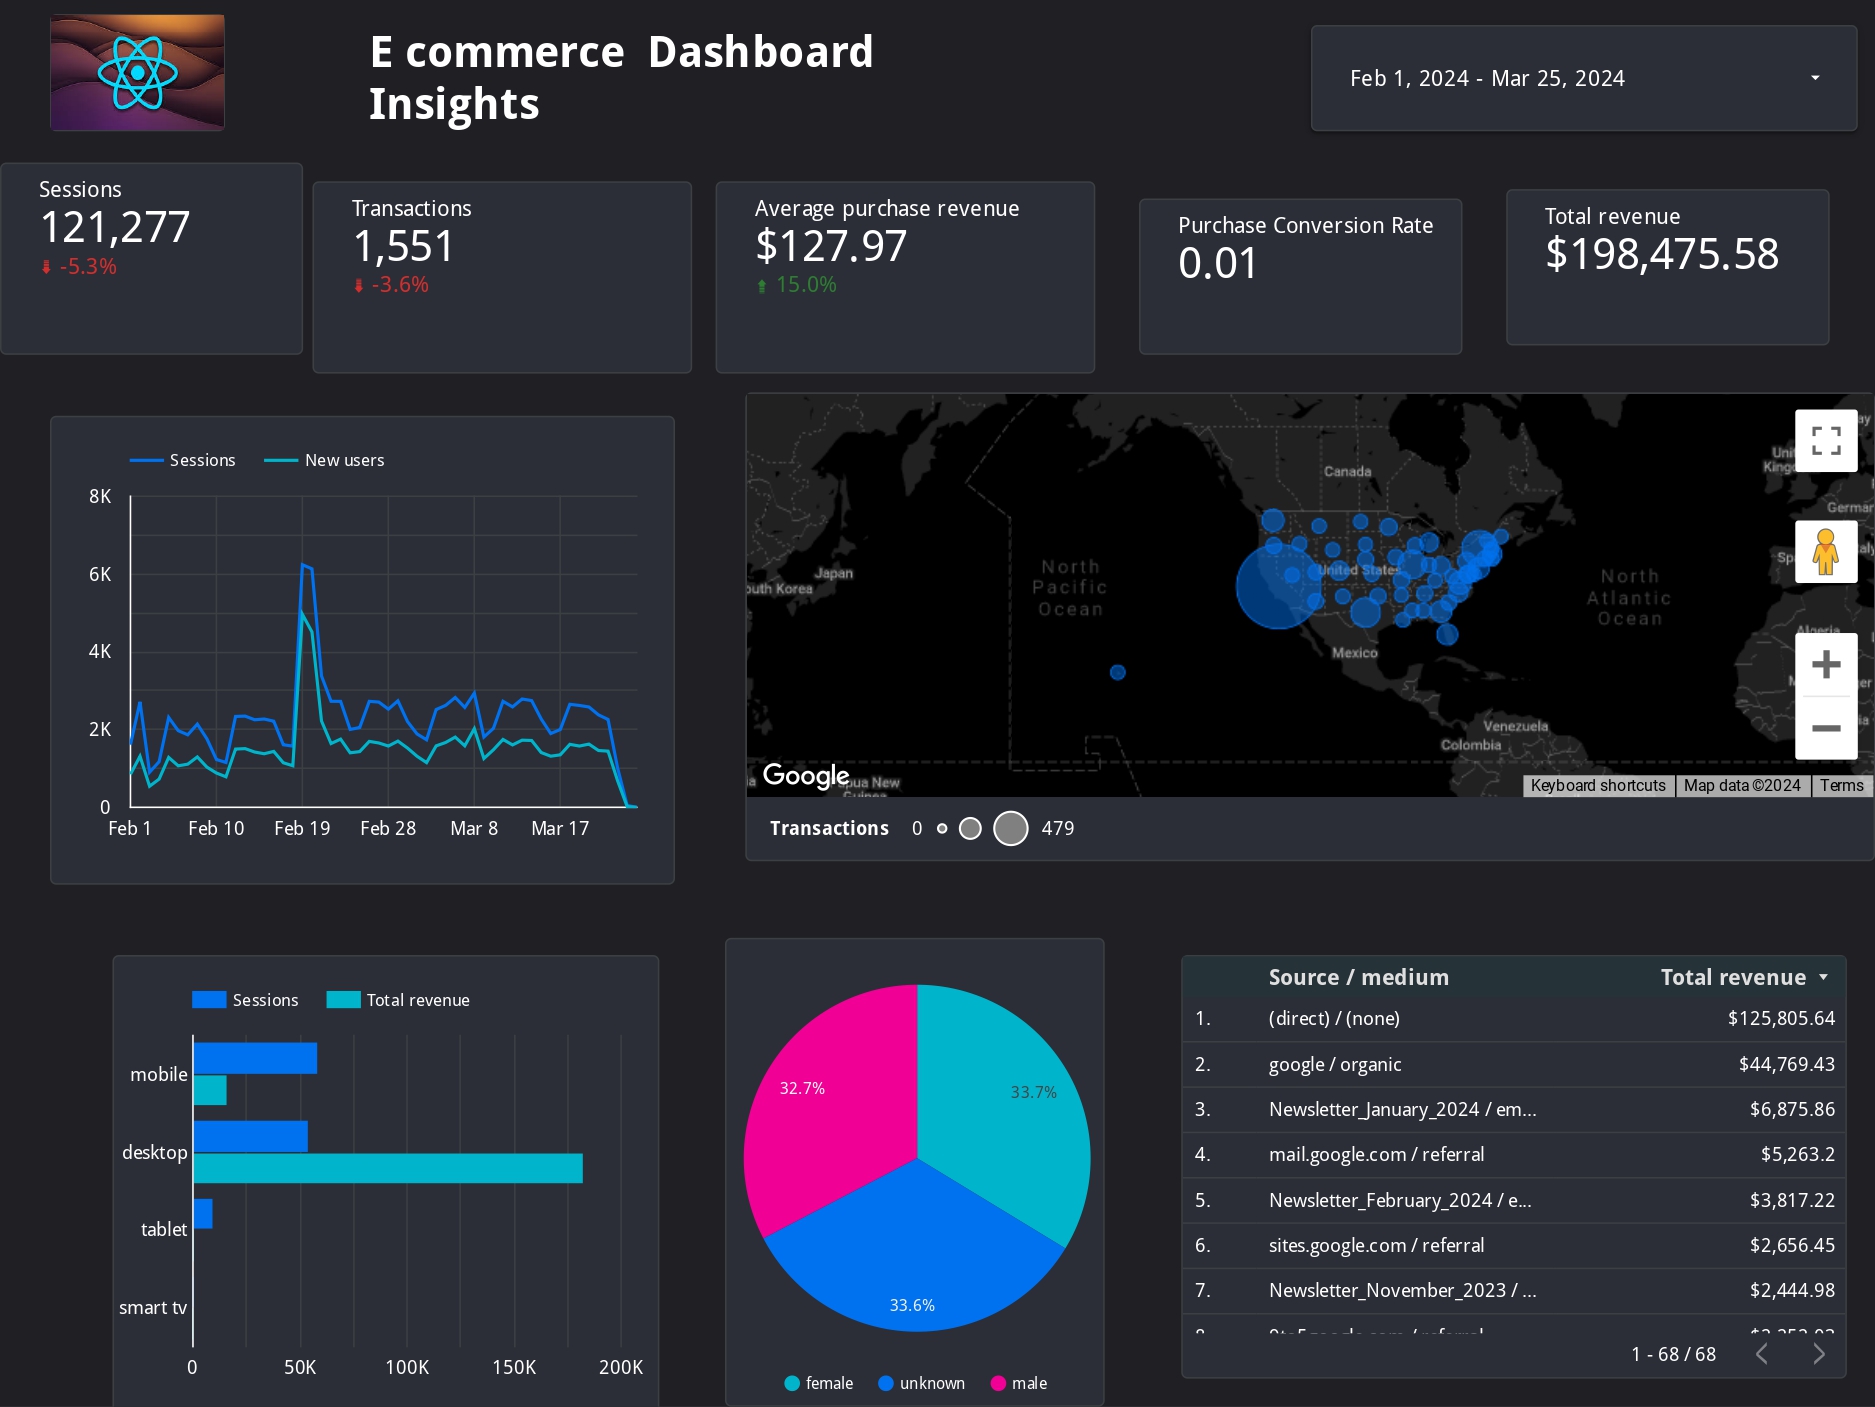 E commerce  Dashboard
Insights
Feb 1, 2024 - Mar 25, 2024
Sessions
121,277
-5.3%
Transactions
1,551
-3.6%
Average purchase revenue
$127.97
15.0%
Purchase Conversion Rate
0.01
Total revenue
$198,475.58
Sessions New users
8K
6K
4K
2K
0
Feb 1 Feb 10 Feb 19 Feb 28 Mar 8 Mar 17
Canada
United States
Mexico
Venezuela
Colombia
Japan
outh Korea
North
Pacific
Ocean
North
Atlantic
Ocean
Algeria
Google
Keyboard shortcuts Map data ©2024 Terms
Transactions 0 479
Sessions Total revenue
mobile
desktop
tablet
smart tv
0 50K 100K 150K 200K
32.7%
33.7%
33.6%
female unknown male
Source / medium Total revenue
1. (direct) / (none) $125,805.64
2. google / organic $44,769.43
3. Newsletter_January_2024 / em... $6,875.86
4. mail.google.com / referral $5,263.2
5. Newsletter_February_2024 / e... $3,817.22
6. sites.google.com / referral $2,656.45
7. Newsletter_November_2023 / ... $2,444.98
1 - 68 / 68